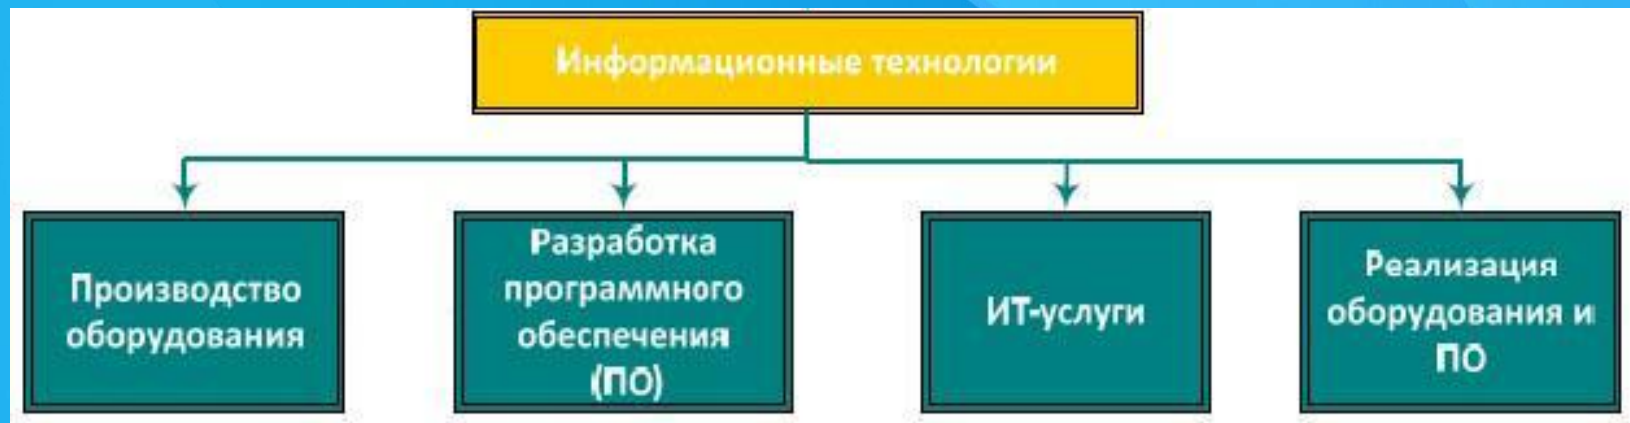 Информационные технологии
Производство
оборудования
Разработка
программного
обеспечения
(ПО)
ИТ-услуги
Реализация
оборудования и
ПО